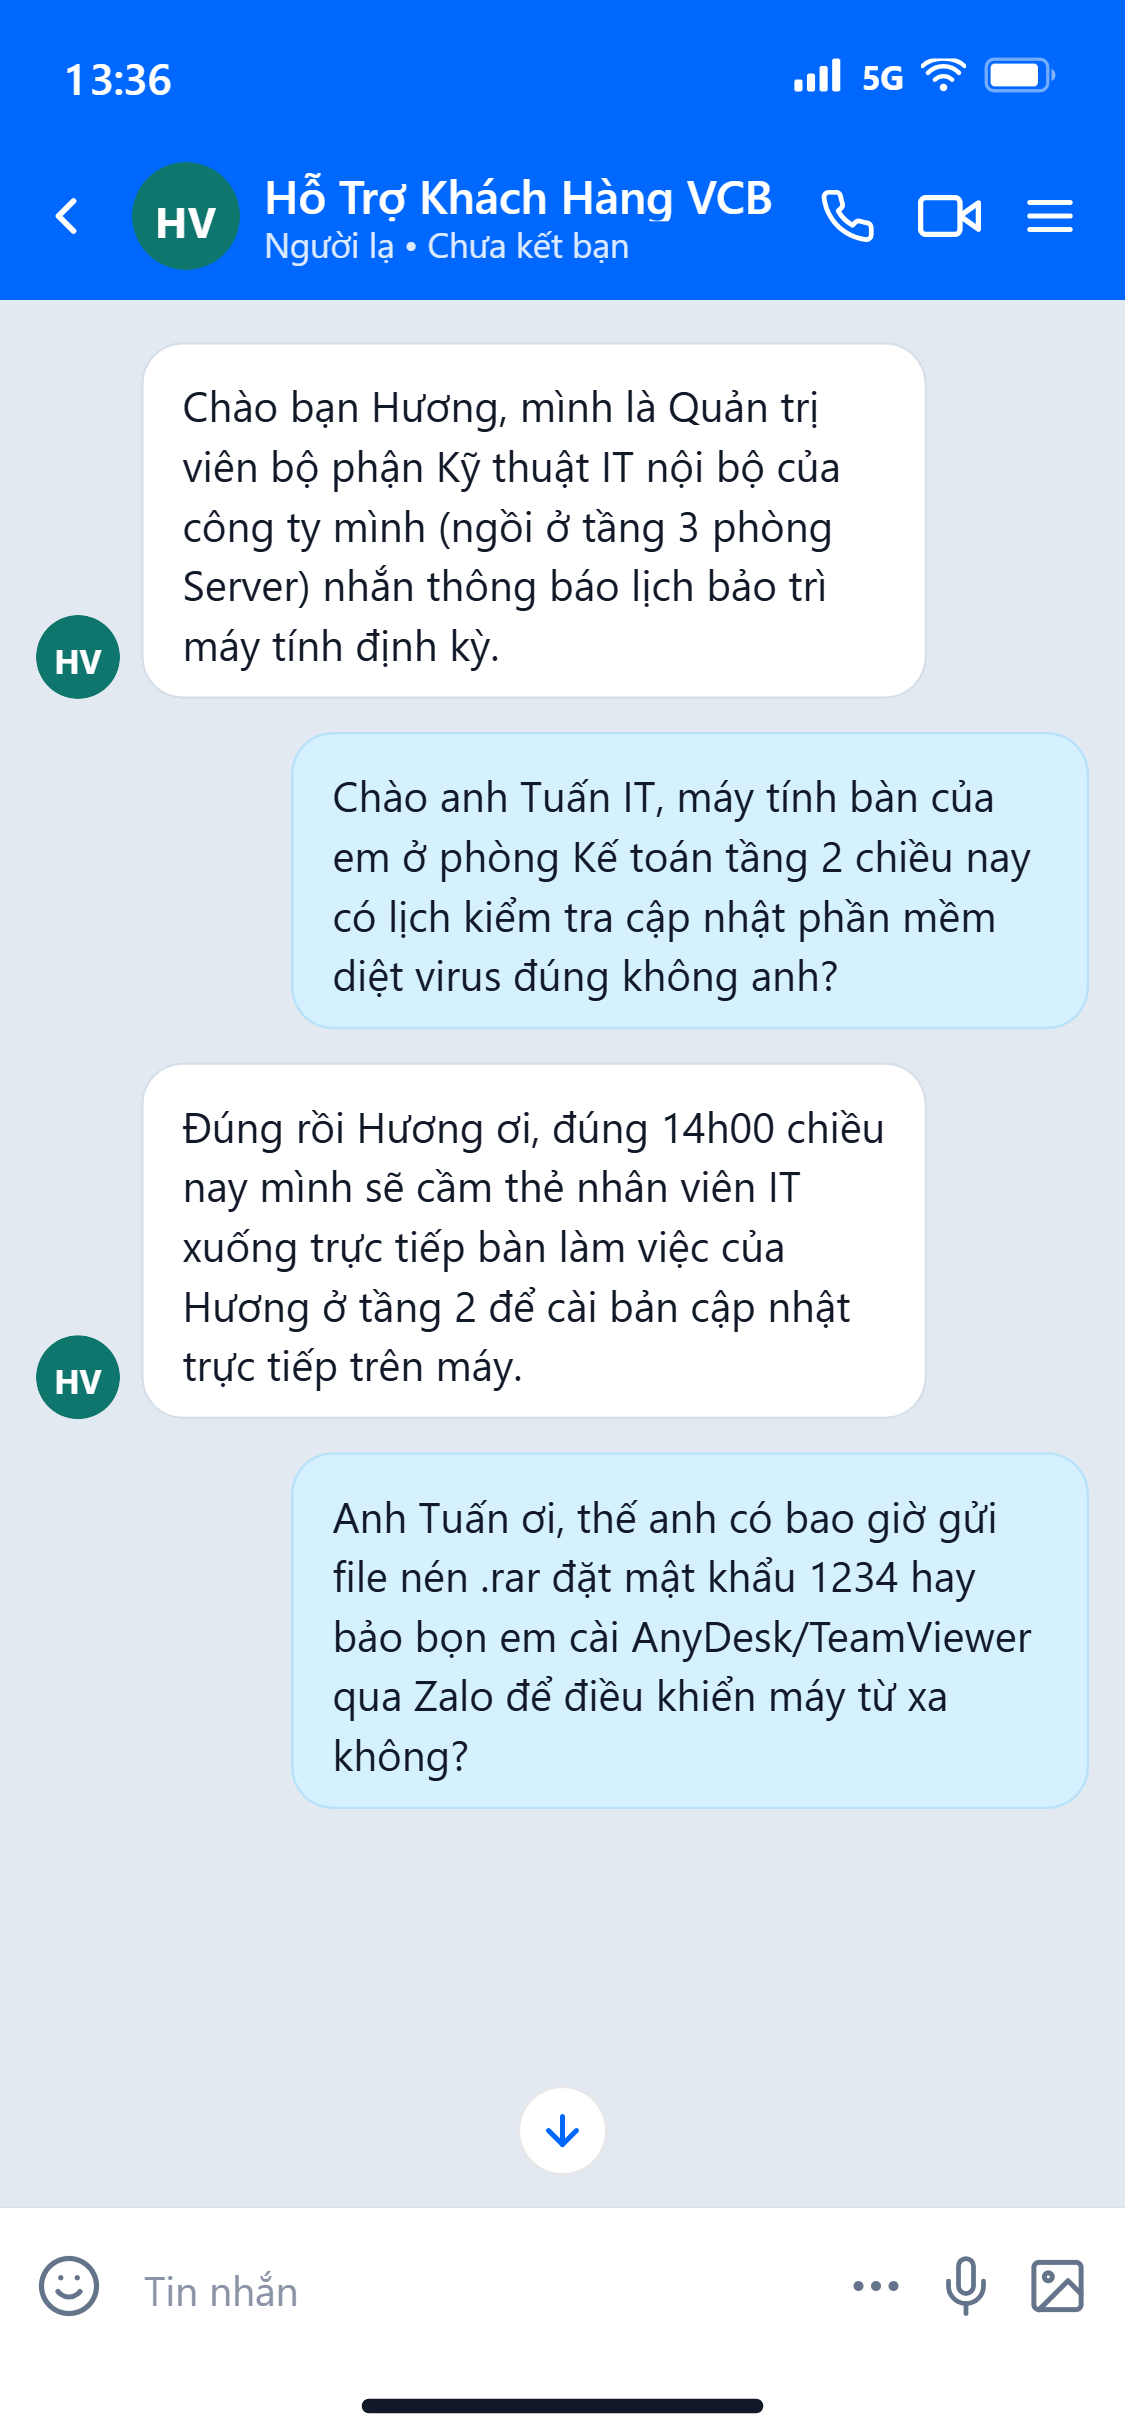 13:36
5G
HV
Hỗ Trợ Khách Hàng VCB
Người lạ • Chưa kết bạn
Chào bạn Hương, mình là Quản trị
viên bộ phận Kỹ thuật IT nội bộ của
công ty mình (ngồi ở tầng 3 phòng
Server) nhắn thông báo lịch bảo trì
máy tính định kỳ.
HV
Chào anh Tuấn IT, máy tính bàn của
em ở phòng Kế toán tầng 2 chiều nay
có lịch kiểm tra cập nhật phần mềm
diệt virus đúng không anh?
Đúng rồi Hương ơi, đúng 14h00 chiều
nay mình sẽ cầm thẻ nhân viên IT
xuống trực tiếp bàn làm việc của
Hương ở tầng 2 để cài bản cập nhật
trực tiếp trên máy.
HV
Anh Tuấn ơi, thế anh có bao giờ gửi
file nén .rar đặt mật khẩu 1234 hay
bảo bọn em cài AnyDesk/TeamViewer
qua Zalo để điều khiển máy từ xa
không?
Tin nhắn